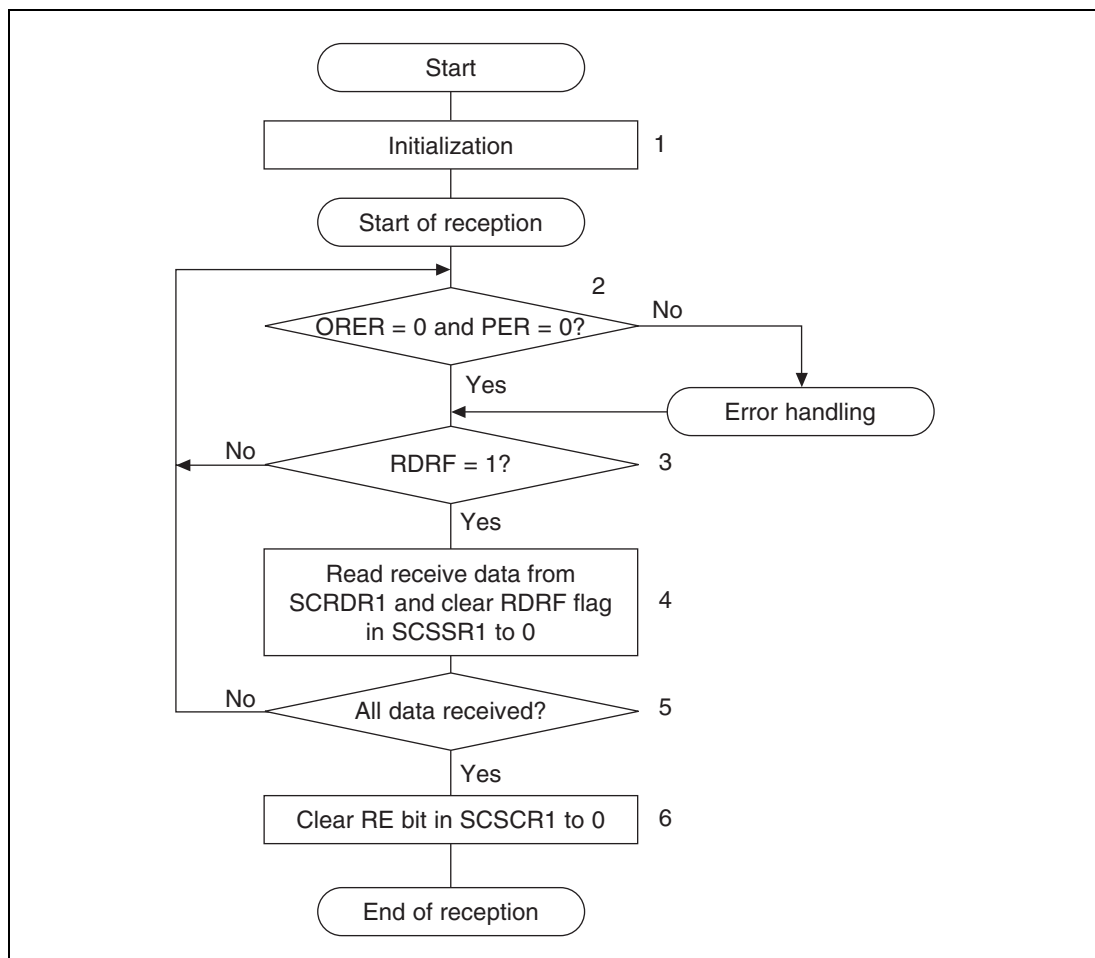 Start
Initialization
1
Start of reception
2
ORER = 0 and PER = 0?
No
Yes
Error handling
No
RDRF = 1?
3
Yes
Read receive data from
SCRDR1 and clear RDRF flag
in SCSSR1 to 0
4
No
All data received?
5
Yes
Clear RE bit in SCSCR1 to 0
6
End of reception